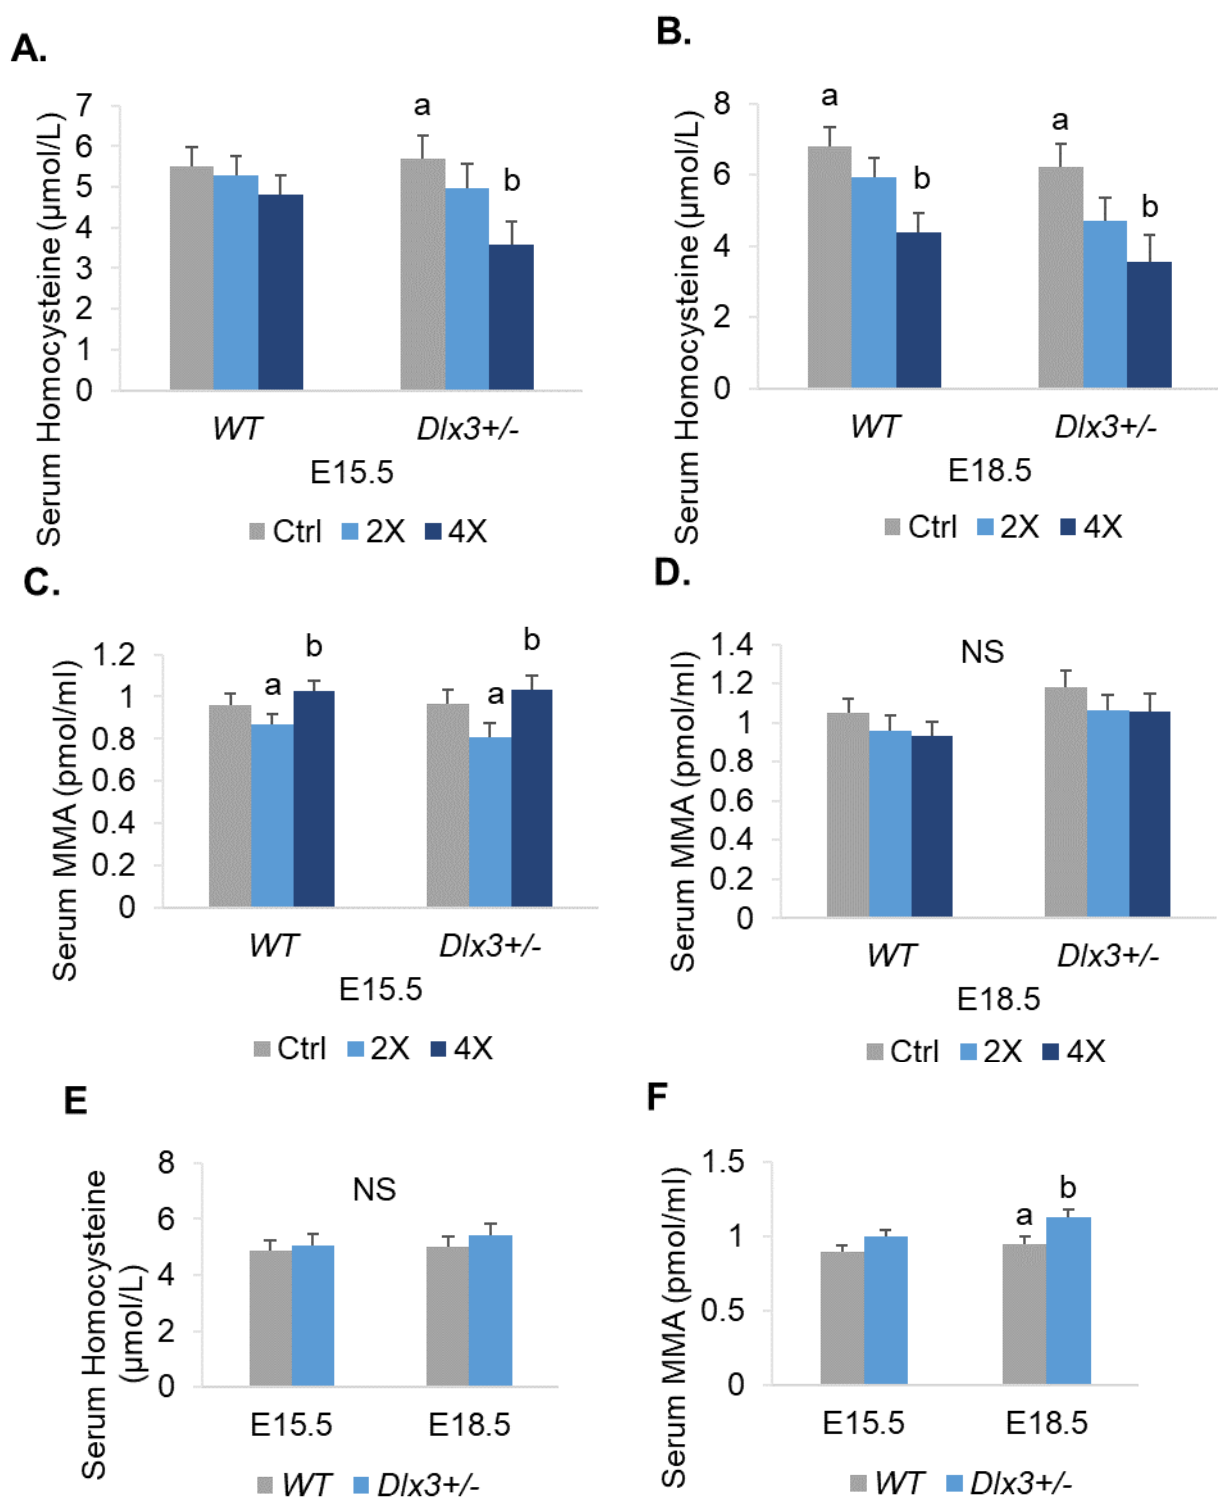 A.
Serum Homocysteine (µmol/L)
7
6
5
4
3
2
1
0
a
b
WT
Dlx3+/-
E15.5
Ctrl 2X 4X
B.
Serum Homocysteine (µmol/L)
8
6
4
2
0
a
b
a
b
WT
Dlx3+/-
E18.5
Ctrl 2X 4X
C.
Serum MMA (pmol/ml)
1.2
1
0.8
0.6
0.4
0.2
0
a
b
a
b
WT
Dlx3+/-
E15.5
Ctrl 2X 4X
D.
Serum MMA (pmol/ml)
1.4
1.2
1
0.8
0.6
0.4
0.2
0
NS
WT
Dlx3+/-
E18.5
Ctrl 2X 4X
E
Serum Homocysteine
(µmol/L)
8
6
4
2
0
NS
E15.5
E18.5
WT Dlx3+/-
F
Serum MMA (pmol/ml)
1.5
1
0.5
0
a
b
E15.5
E18.5
WT Dlx3+/-